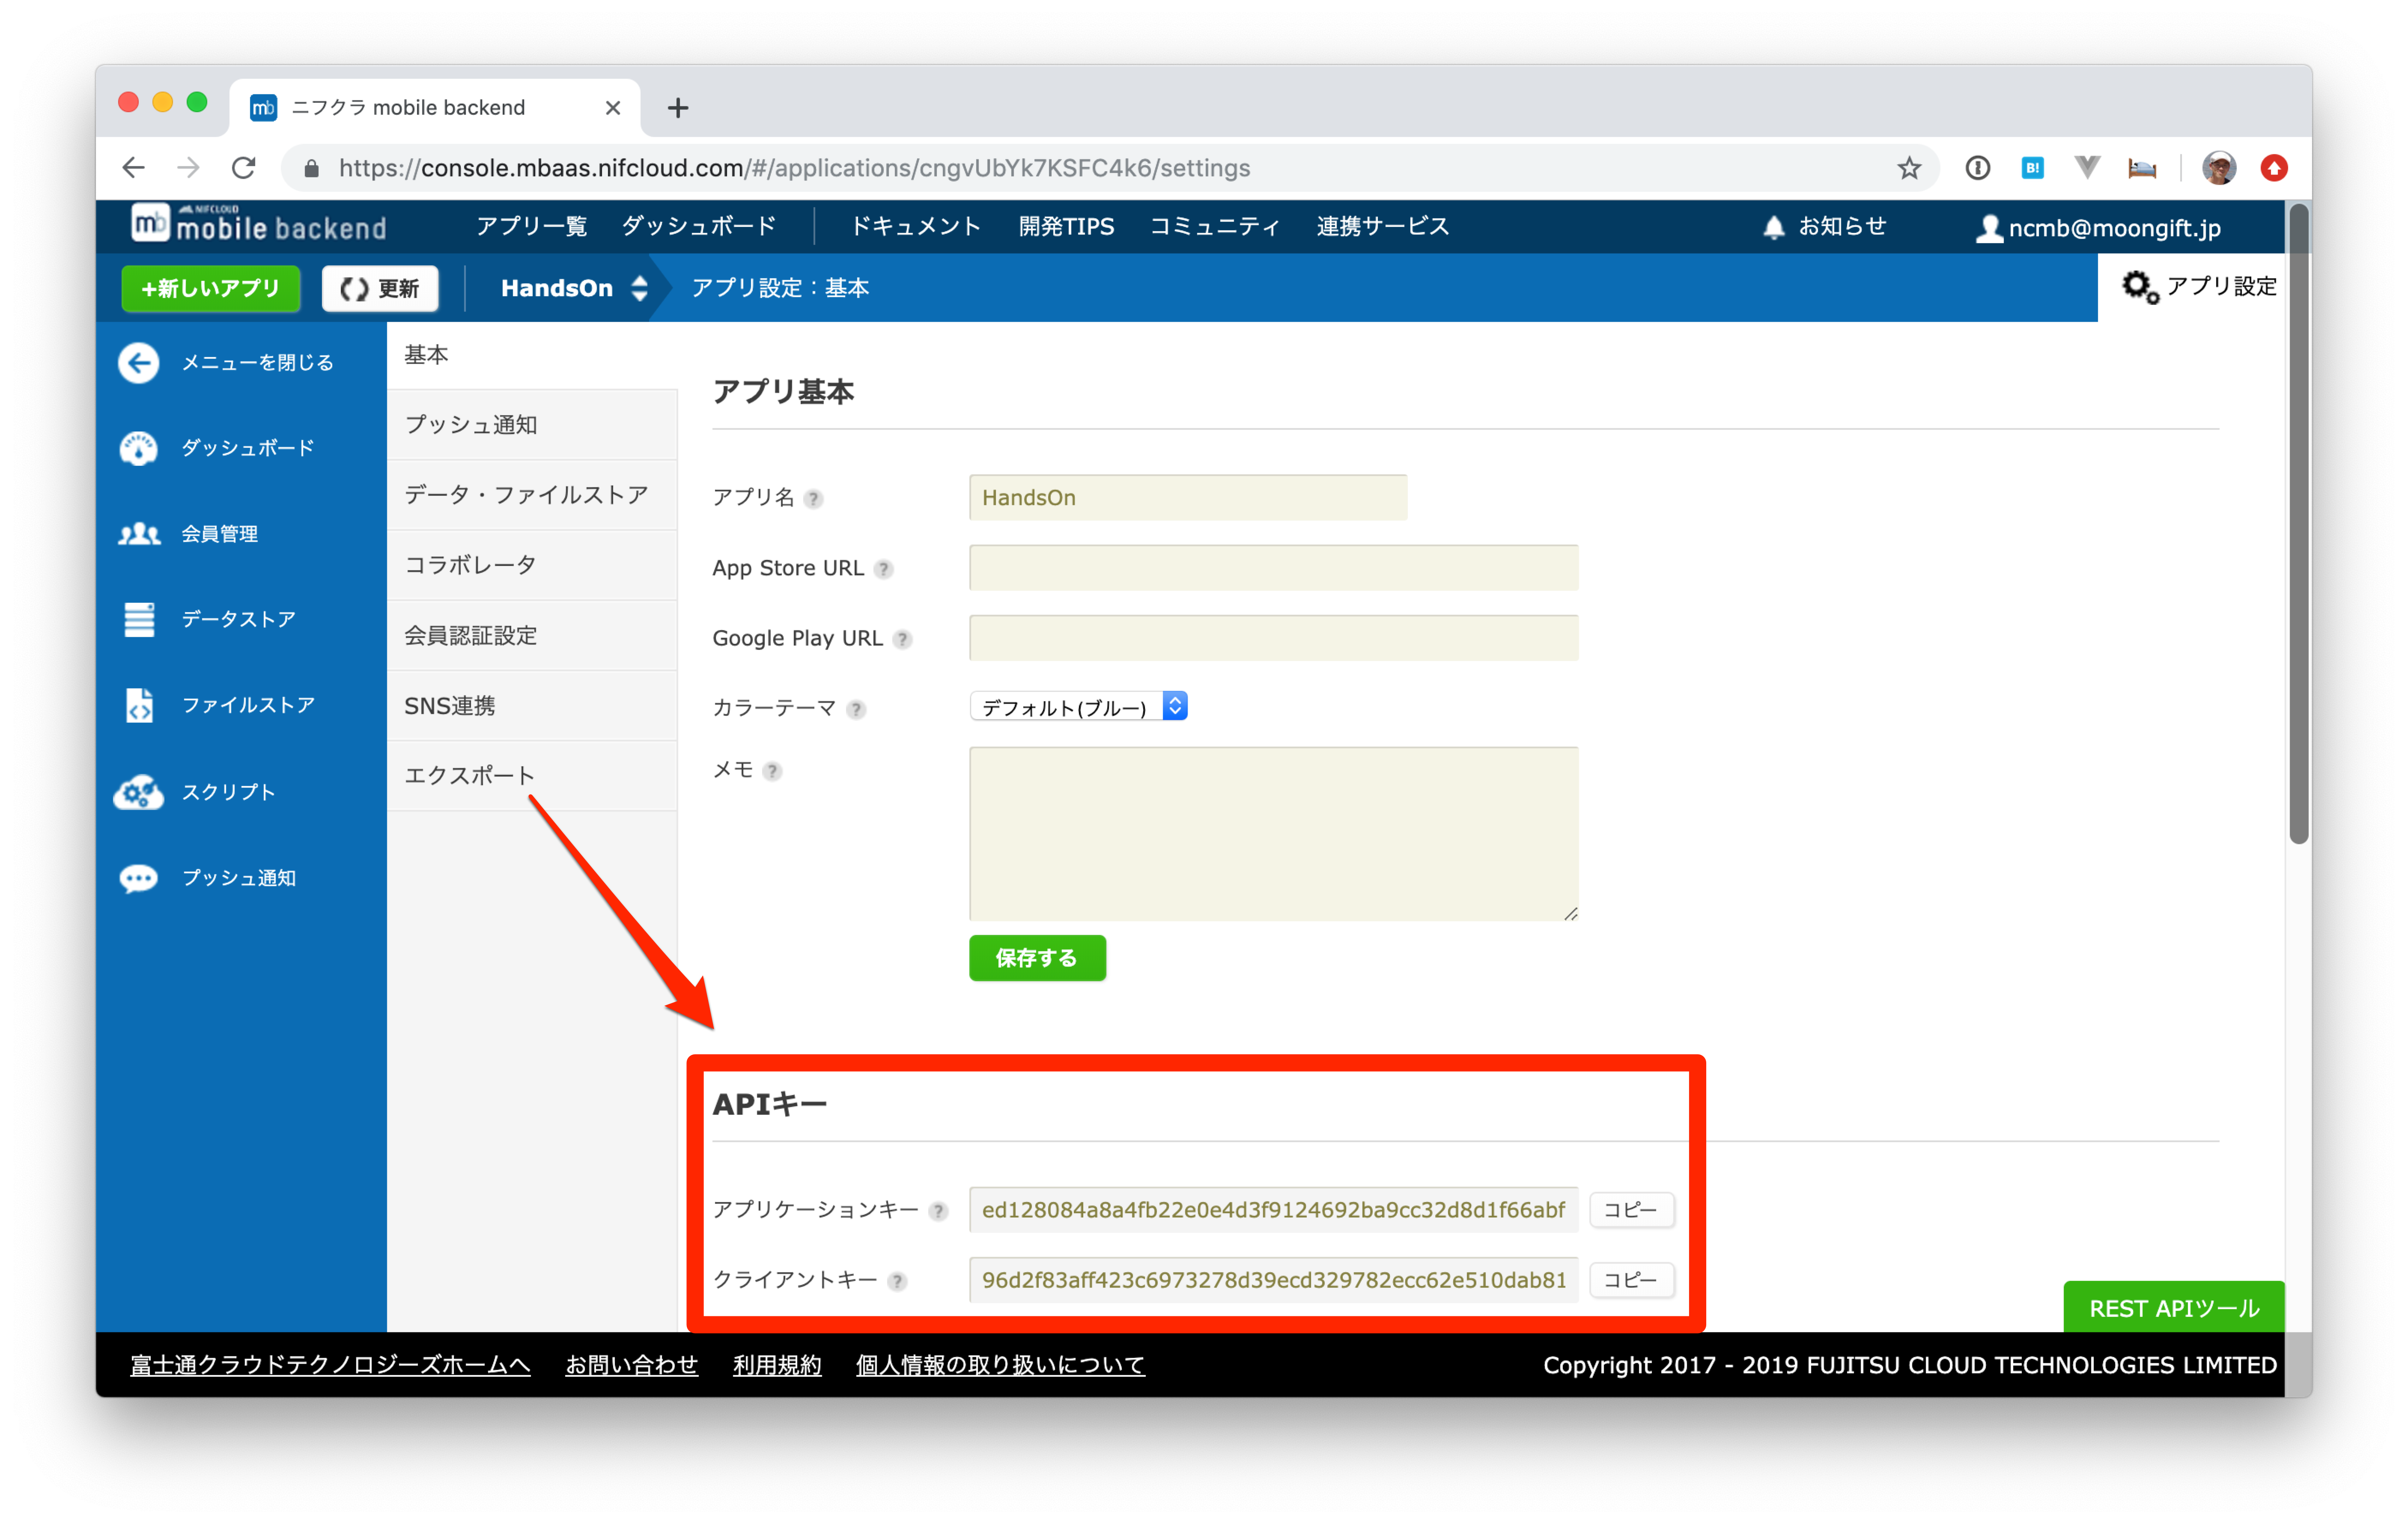 ニフクラ mobile backend
https://console.mbaas.nifcloud.com/#/applications/cngvUbYk7KSFC4k6/settings
NIFCLOUD
mb mobile backend
アプリ一覧 ダッシュボード ドキュメント 開発TIPS コミュニティ 連携サービス お知らせ ncmb@moongift.jp
+新しいアプリ 更新 HandsOn アプリ設定：基本 アプリ設定
メニューを閉じる
ダッシュボード
会員管理
データストア
ファイルストア
スクリプト
プッシュ通知
基本
プッシュ通知
データ・ファイルストア
コラボレータ
会員認証設定
SNS連携
エクスポート
アプリ基本
アプリ名 ? HandsOn
App Store URL ?
Google Play URL ?
カラーテーマ ? デフォルト(ブルー)
メモ ?
保存する
APIキー
アプリケーションキー ? ed128084a8a4fb22e0e4d3f9124692ba9cc32d8d1f66abf コピー
クライアントキー ? 96d2f83aff423c6973278d39ecd329782ecc62e510dab81 コピー
REST APIツール
富士通クラウドテクノロジーズホームへ お問い合わせ 利用規約 個人情報の取り扱いについて Copyright 2017 - 2019 FUJITSU CLOUD TECHNOLOGIES LIMITED